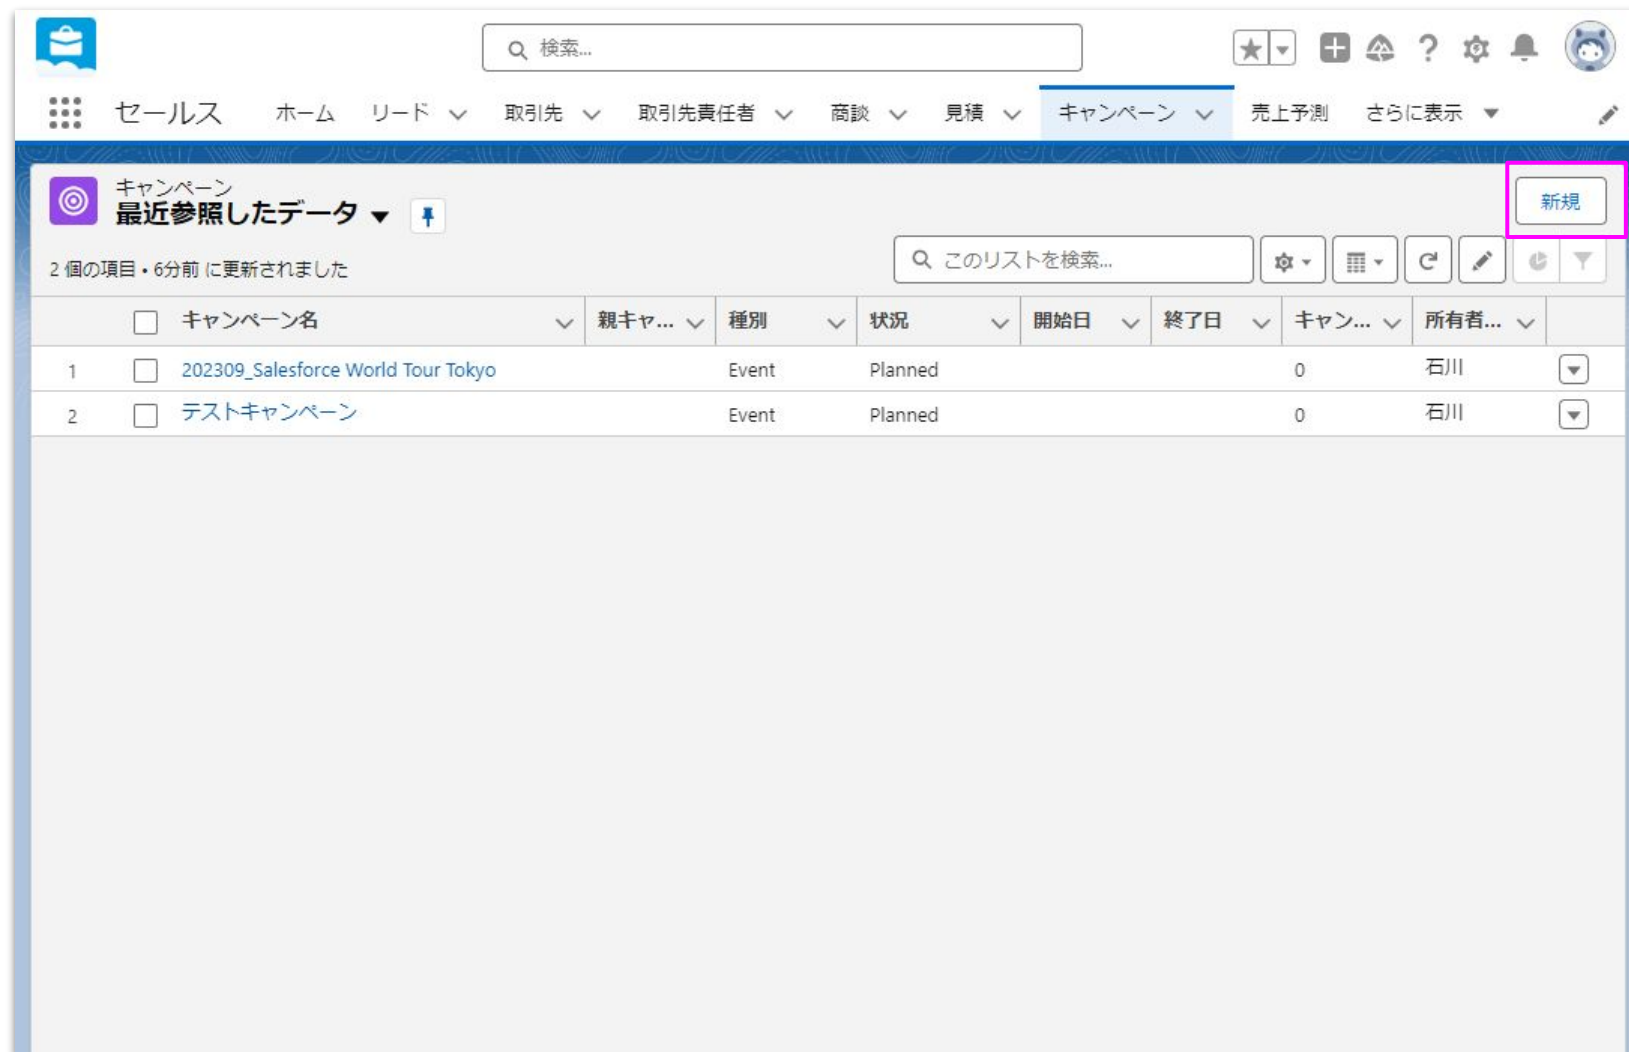 検索...
セールス ホーム リード 取引先 取引先責任者 商談 見積 キャンペーン 売上予測 さらに表示
キャンペーン
最近参照したデータ
新規
2 個の項目 • 6分前 に更新されました
このリストを検索...
キャンペーン名 親キャ... 種別 状況 開始日 終了日 キャン... 所有者...
1 202309_Salesforce World Tour Tokyo Event Planned 0 石川
2 テストキャンペーン Event Planned 0 石川